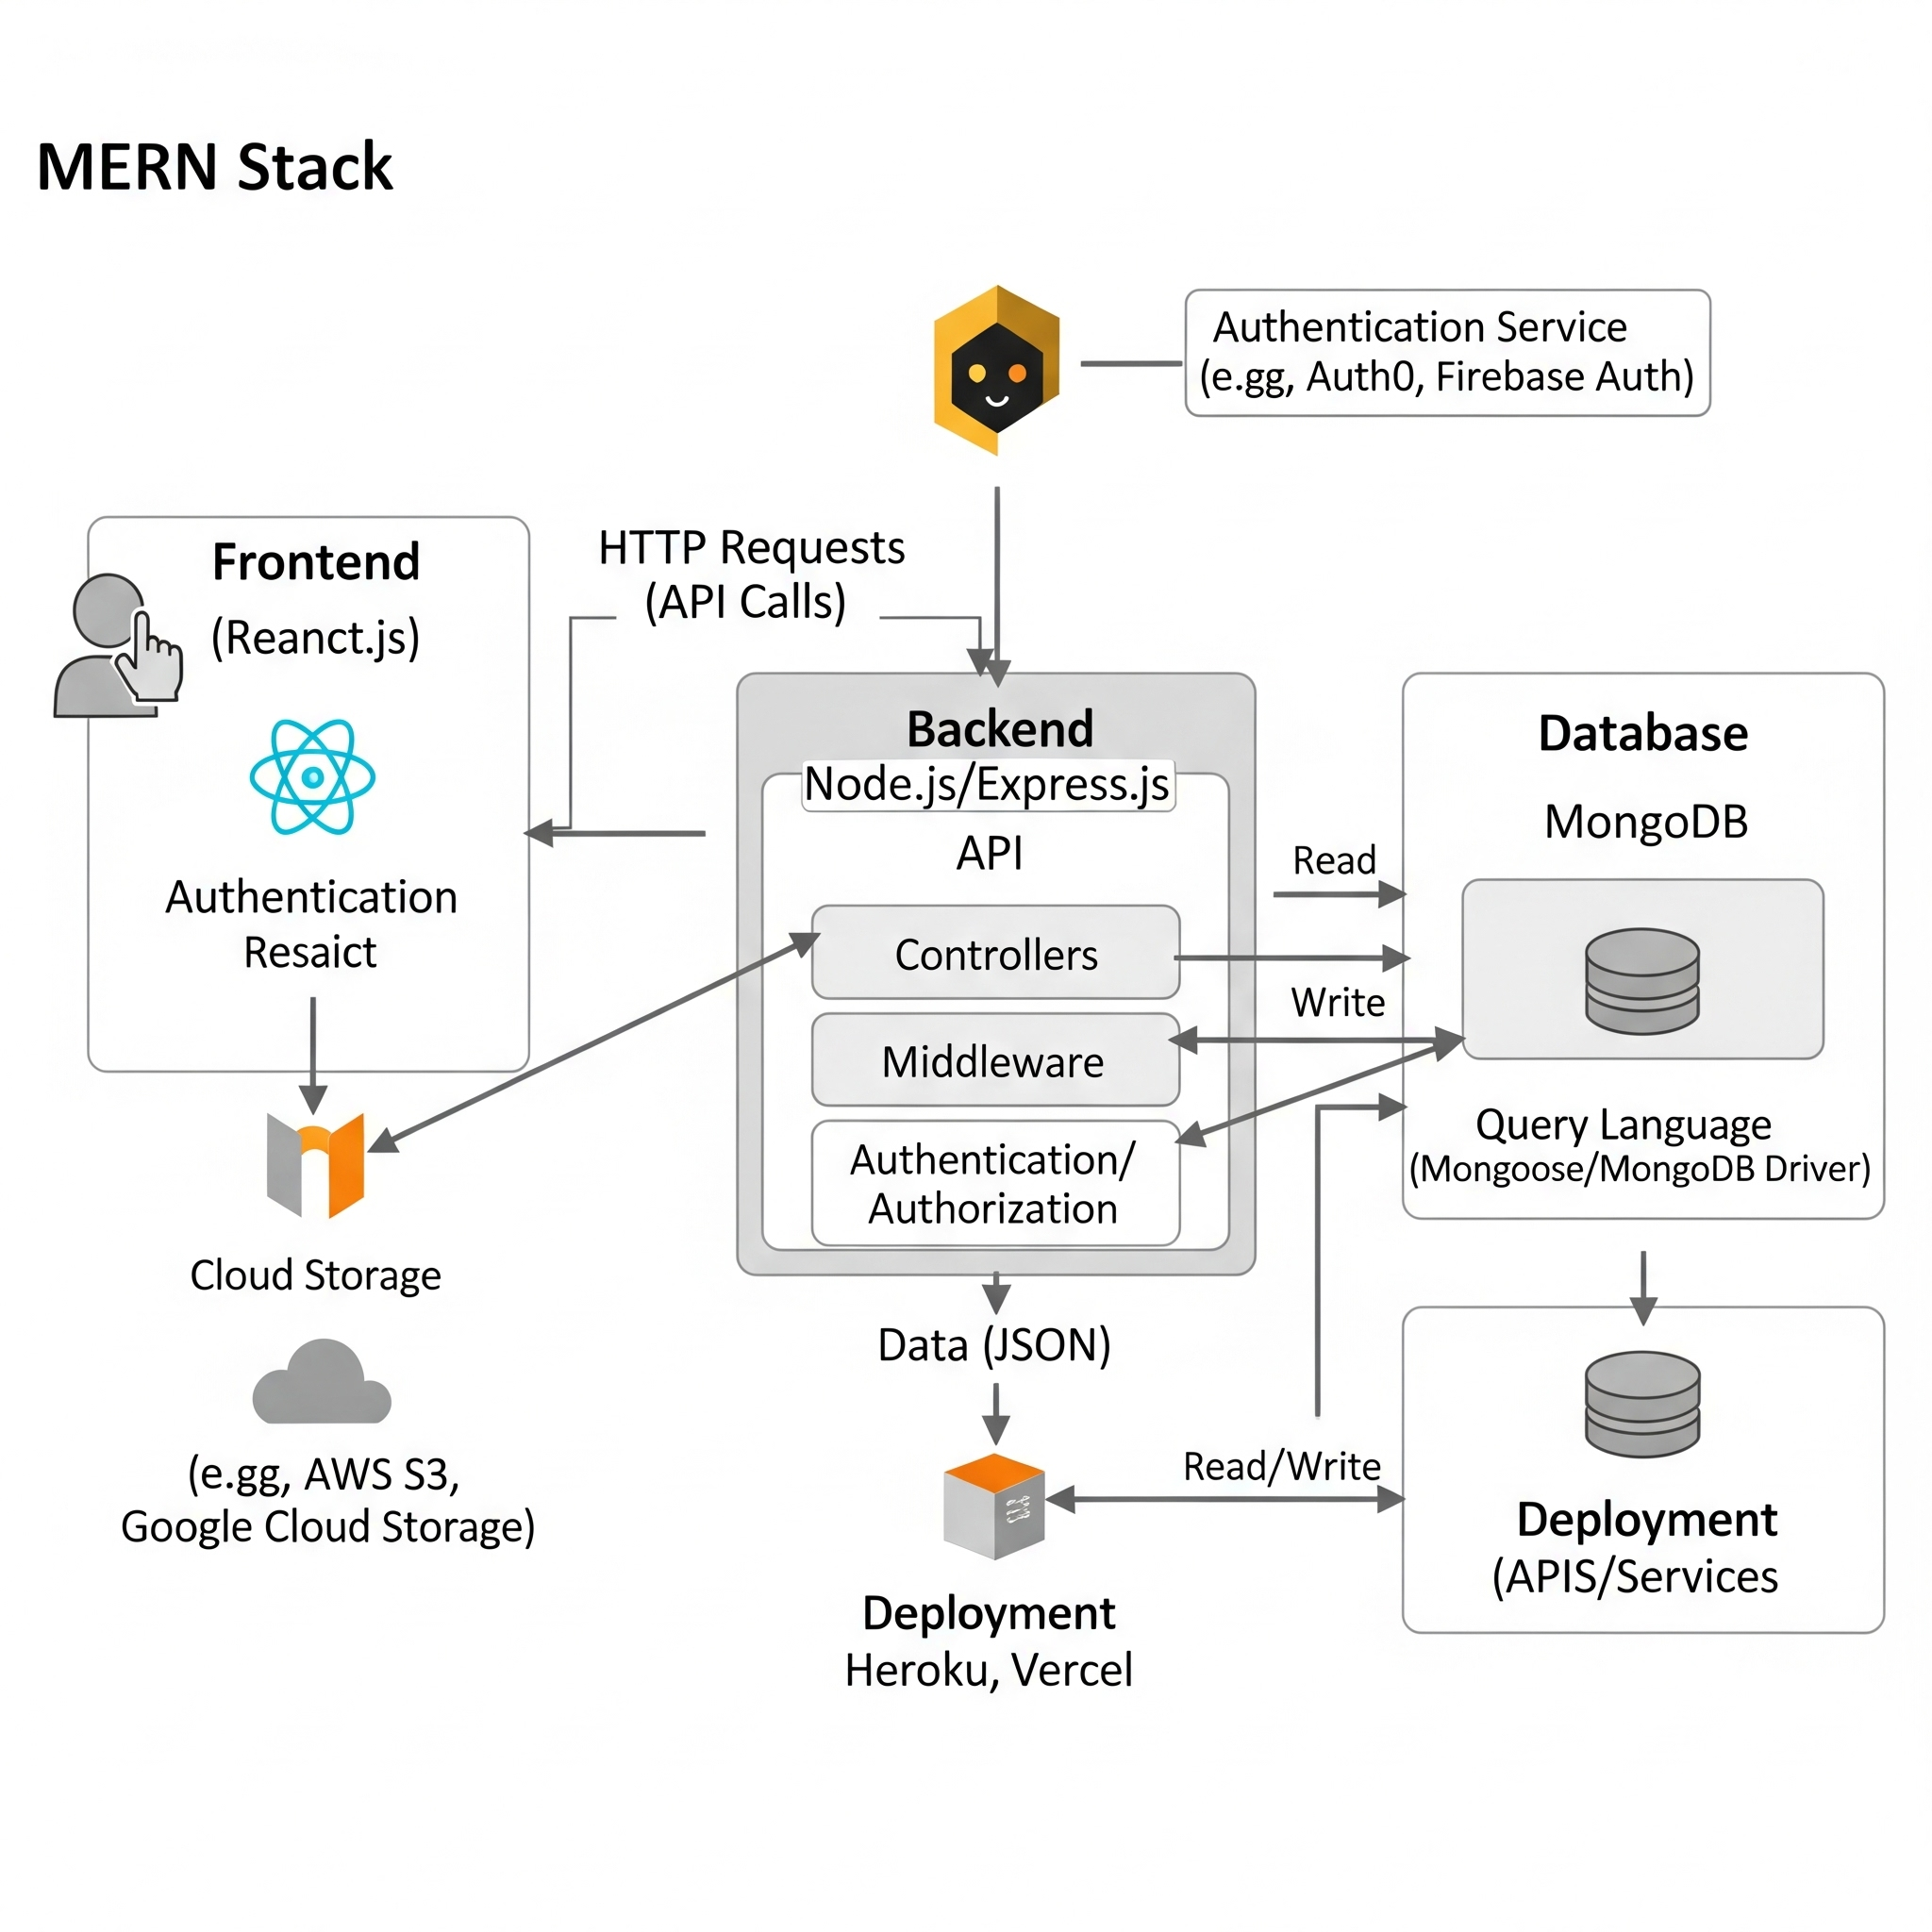 MERN Stack
Authentication Service
(e.gg, Auth0, Firebase Auth)
HTTP Requests
(API Calls)
Frontend
(Reanct.js)
Authentication
Resaict
Backend
Node.js/Express.js
API
Controllers
Middleware
Authentication/
Authorization
Read
Write
Database
MongoDB
Query Language
(Mongoose/MongoDB Driver)
Cloud Storage
(e.gg, AWS S3,
Google Cloud Storage)
Data (JSON)
Read/Write
Deployment
Heroku, Vercel
Deployment
(APIS/Services